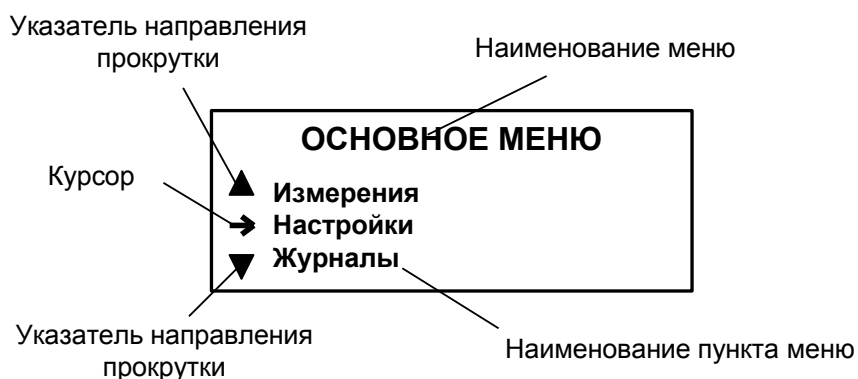 Указатель направления
прокрутки
Наименование меню
ОСНОВНОЕ МЕНЮ
Курсор
Измерения
Настройки
Журналы
Указатель направления
прокрутки
Наименование пункта меню